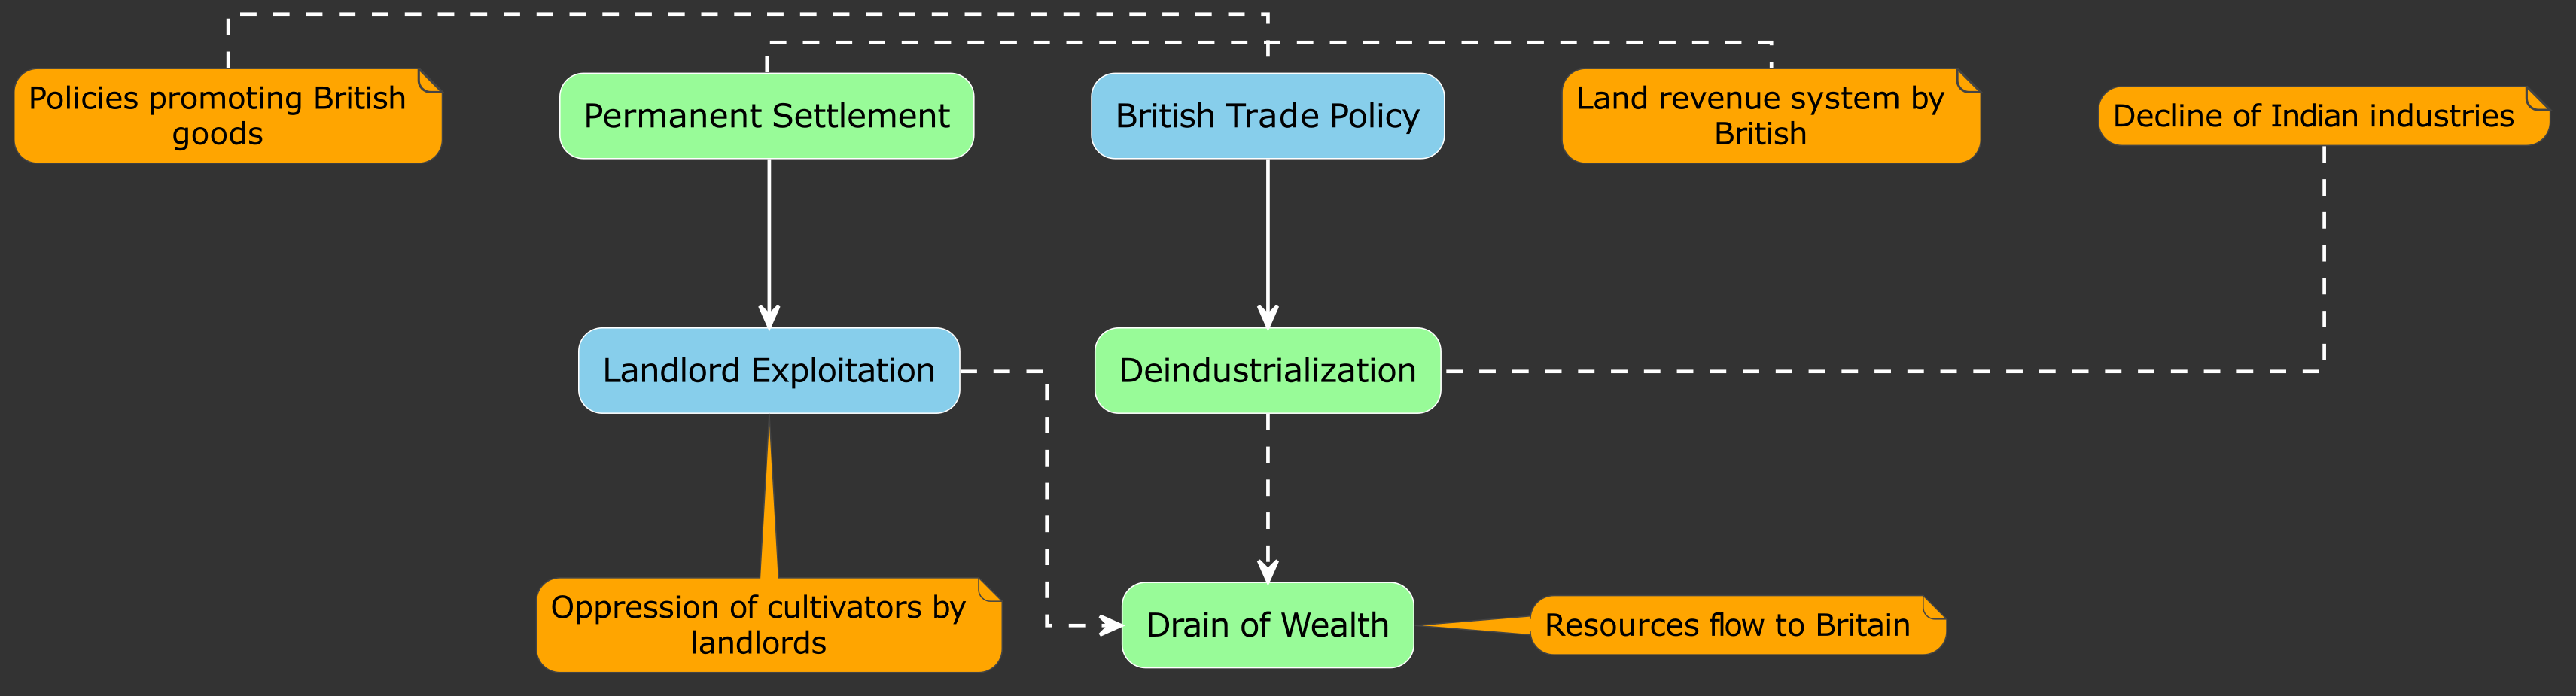 Policies promoting British
goods
Permanent Settlement
British Trade Policy
Land revenue system by
British
Decline of Indian industries
Landlord Exploitation
Deindustrialization
Oppression of cultivators by
landlords
Drain of Wealth
Resources flow to Britain